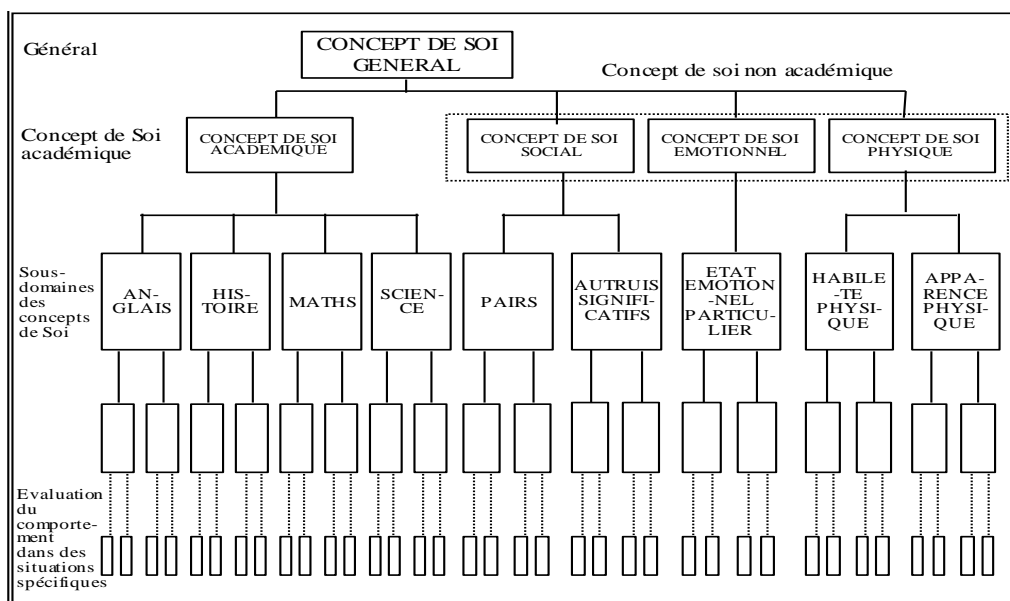 Général
CONCEPT DE SOI
GENERAL
Concept de soi non académique
Concept de Soi
académique
CONCEPT DE SOI
ACADEMIQUE
CONCEPT DE SOI
SOCIAL
CONCEPT DE SOI
EMOTIONNEL
CONCEPT DE SOI
PHYSIQUE
Sous-
domaines
des
concepts
de Soi
AN-
GLAIS
HIS-
TOIRE
MATHS
SCIEN-
CE
PAIRS
AUTRUIS
SIGNIFI-
CATIFS
ETAT
EMOTION
-NEL
PARTICU-
LIER
HABILE
-TE
PHYSI-
QUE
APPA-
RENCE
PHYSI-
QUE
Evaluation
du
comporte-
ment
dans des
situations
spécifiques